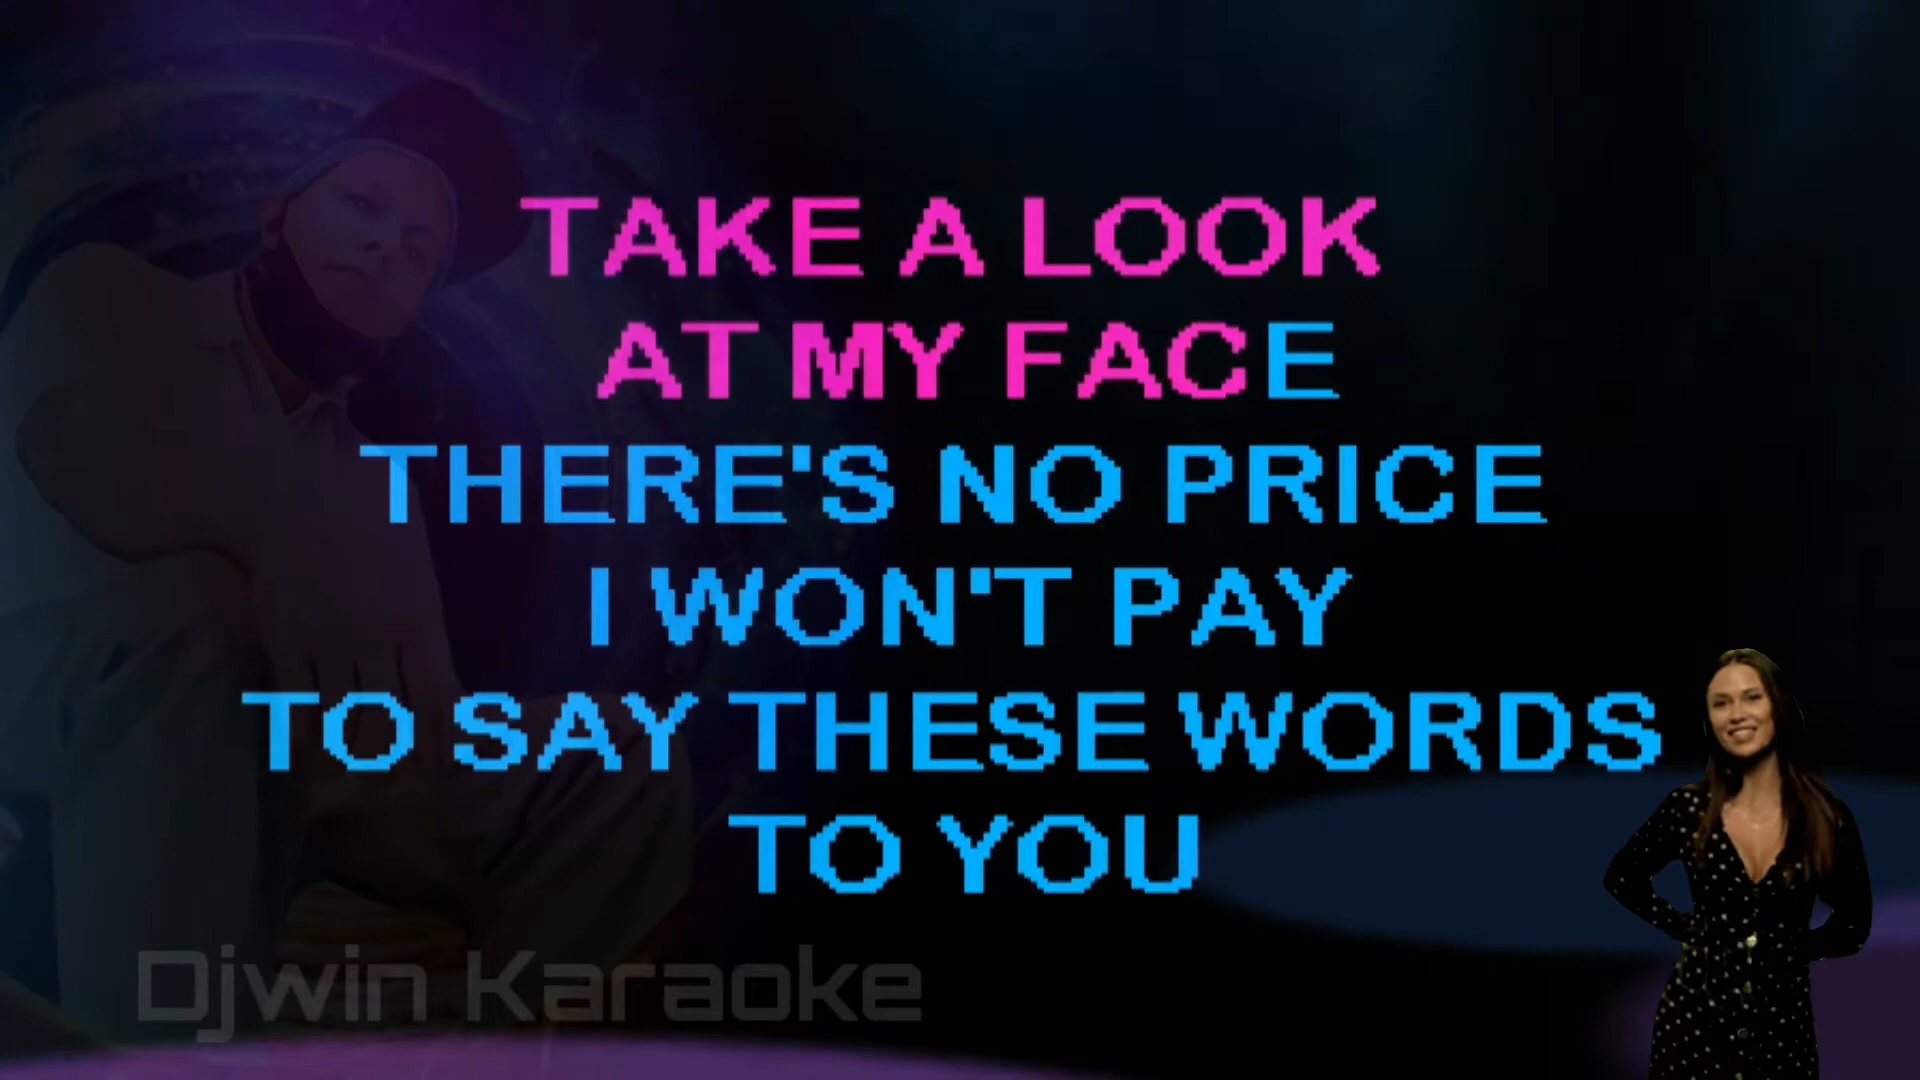 TAKE A LOOK
AT MY FACE
THERE'S NO PRICE
I WON'T PAY
TO SAY THESE WORDS
TO YOU
Djwin Karaoke